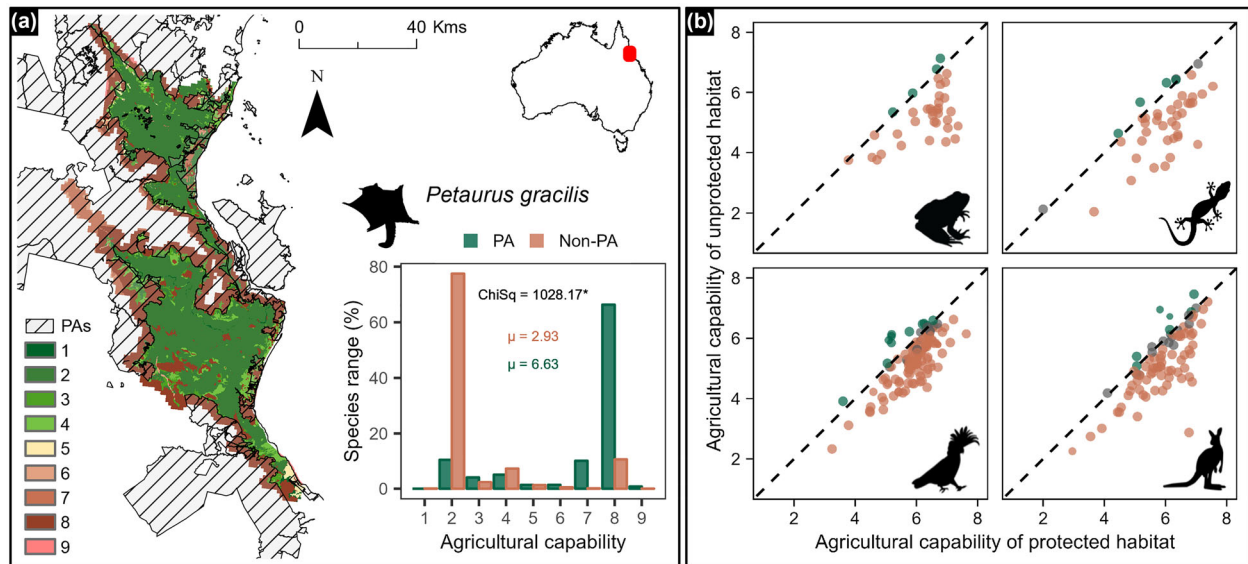 (a)
0 40 Kms
N
Petaurus gracilis
PA Non-PA
PAs
1
2
3
4
5
6
7
8
9
Species range (%)
80
60
40
20
0
ChiSq = 1028.17*
μ = 2.93
μ = 6.63
1 2 3 4 5 6 7 8 9
Agricultural capability
(b)
Agricultural capability of unprotected habitat
8
6
4
2
8
6
4
2
2 4 6 8
2 4 6 8
Agricultural capability of protected habitat